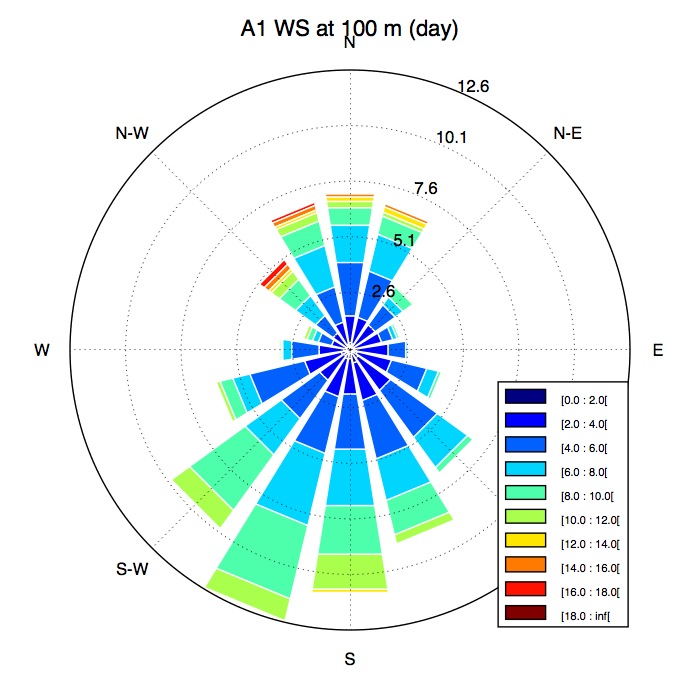 A1 WS at 100 m (day)
N
12.6
N-W
10.1
N-E
7.6
5.1
2.6
W
E
[0.0 : 2.0[
[2.0 : 4.0[
[4.0 : 6.0[
[6.0 : 8.0[
[8.0 : 10.0[
[10.0 : 12.0[
[12.0 : 14.0[
[14.0 : 16.0[
[16.0 : 18.0[
[18.0 : inf[
S-W
S